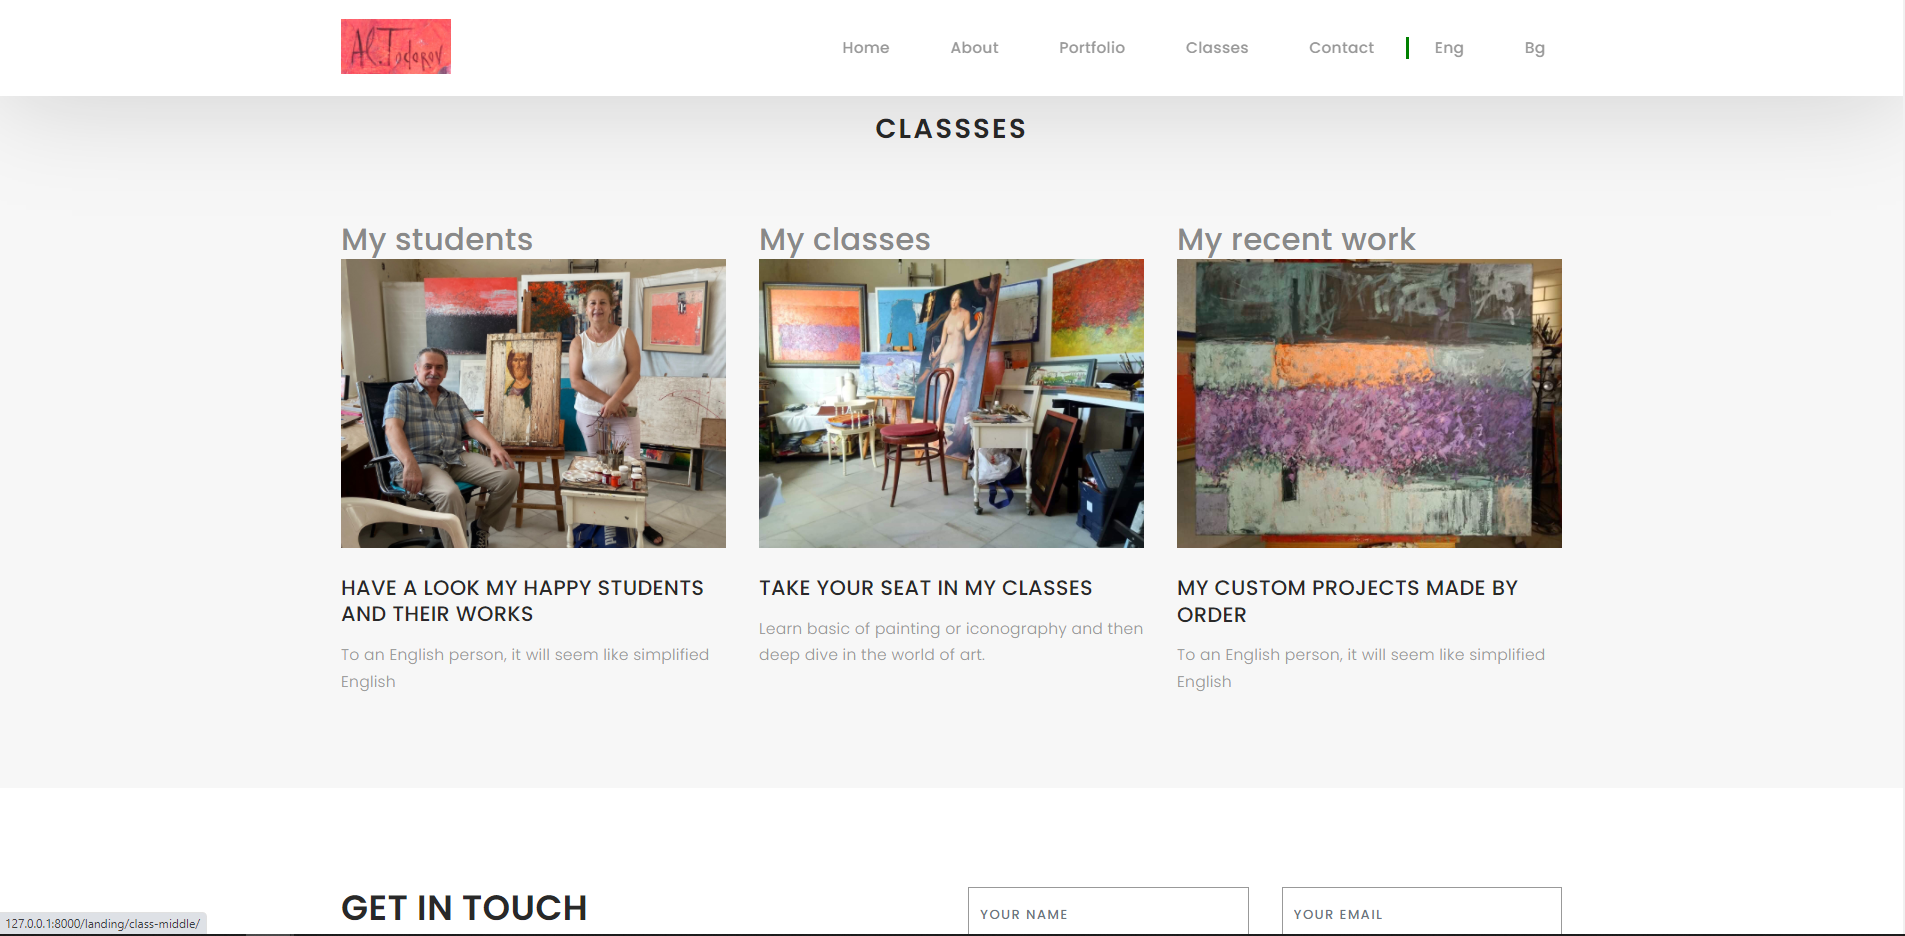 Al. Todorov
Home About Portfolio Classes Contact Eng Bg
CLASSSES
My students
My classes
My recent work
HAVE A LOOK MY HAPPY STUDENTS
AND THEIR WORKS
To an English person, it will seem like simplified
English
TAKE YOUR SEAT IN MY CLASSES
Learn basic of painting or iconography and then
deep dive in the world of art.
MY CUSTOM PROJECTS MADE BY
ORDER
To an English person, it will seem like simplified
English
GET IN TOUCH
YOUR NAME
YOUR EMAIL
127.0.0.1:8000/landing/class-middle/